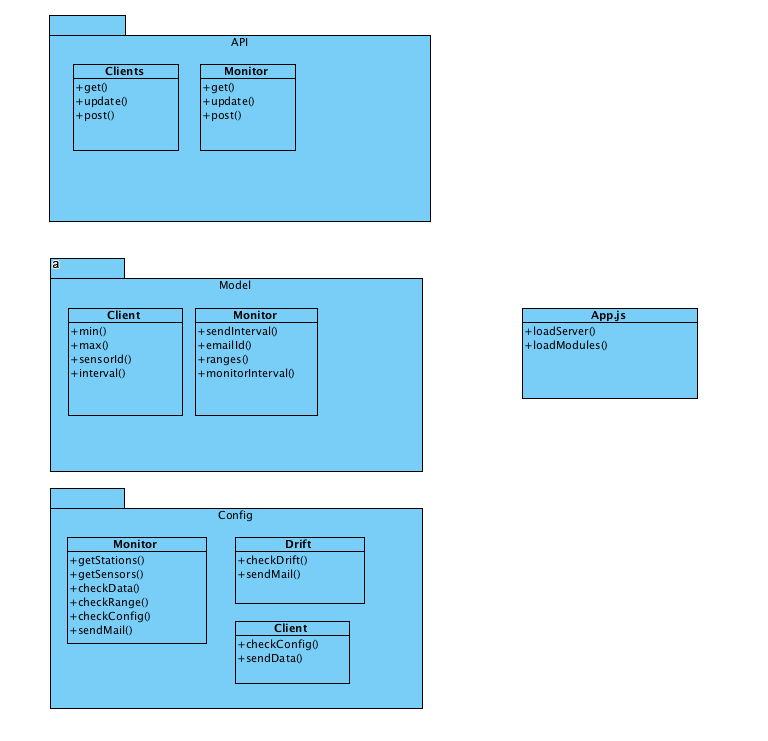 API
Clients
+get()
+update()
+post()
Monitor
+get()
+update()
+post()
a
Model
Client
+min()
+max()
+sensorId()
+interval()
Monitor
+sendInterval()
+emailId()
+ranges()
+monitorInterval()
App.js
+loadServer()
+loadModules()
Config
Monitor
+getStations()
+getSensors()
+checkData()
+checkRange()
+checkConfig()
+sendMail()
Drift
+checkDrift()
+sendMail()
Client
+checkConfig()
+sendData()